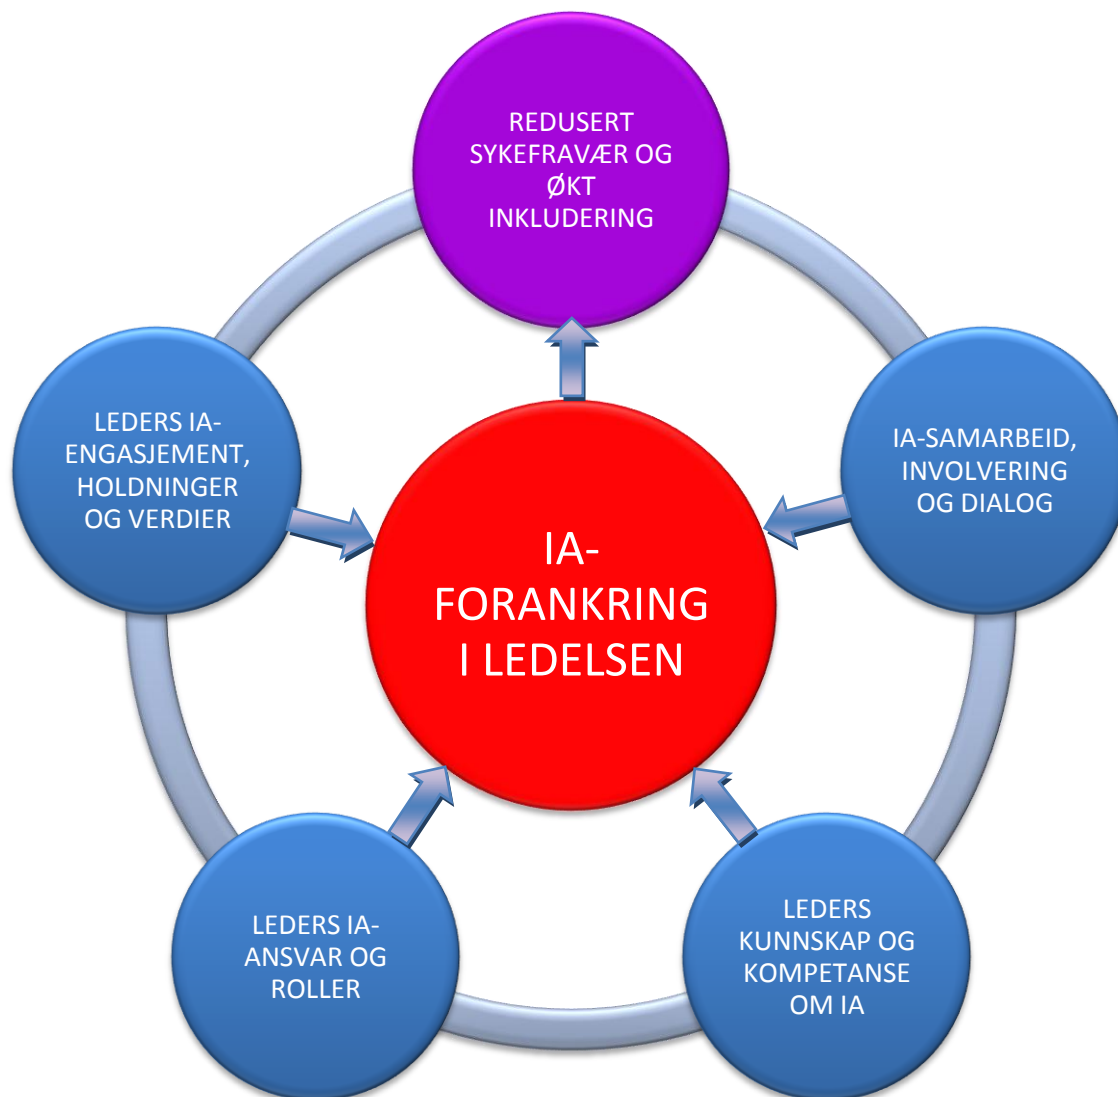 REDUSERT
SYKEFRAVÆR OG
ØKT
INKLUDERING
LEDERS IA-
ENGASJEMENT,
HOLDNINGER
OG VERDIER
IA-SAMARBEID,
INVOLVERING
OG DIALOG
IA-
FORANKRING
I LEDELSEN
LEDERS IA-
ANSVAR OG
ROLLER
LEDERS
KUNNSKAP OG
KOMPETANSE
OM IA